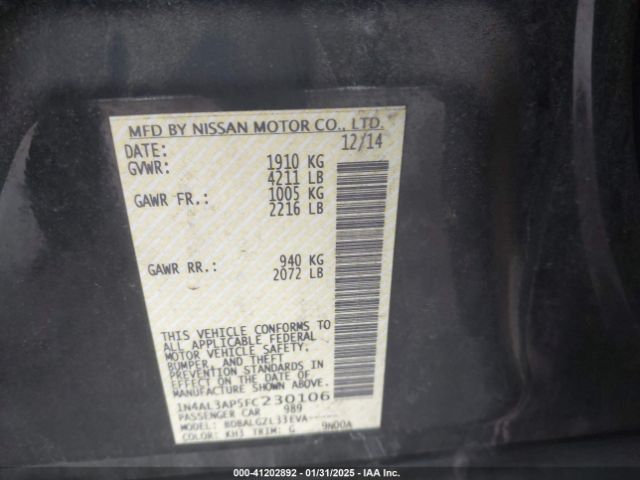 MFD BY NISSAN MOTOR CO., LTD.
DATE: 12/14
GVWR: 1910 KG
4211 LB
GAWR FR.: 1005 KG
2216 LB
GAWR RR.: 940 KG
2072 LB
THIS VEHICLE CONFORMS TO
ALL APPLICABLE FEDERAL
MOTOR VEHICLE SAFETY,
BUMPER, AND THEFT
PREVENTION STANDARDS IN
EFFECT ON THE DATE OF
MANUFACTURE SHOWN ABOVE.
1N4AL3AP5FC230106
PASSENGER CAR 989
MODEL: BDBALGZL33EVA-----
COLOR: KH3 TRIM: G 9N00A
000-41202892 - 01/31/2025 - IAA Inc.